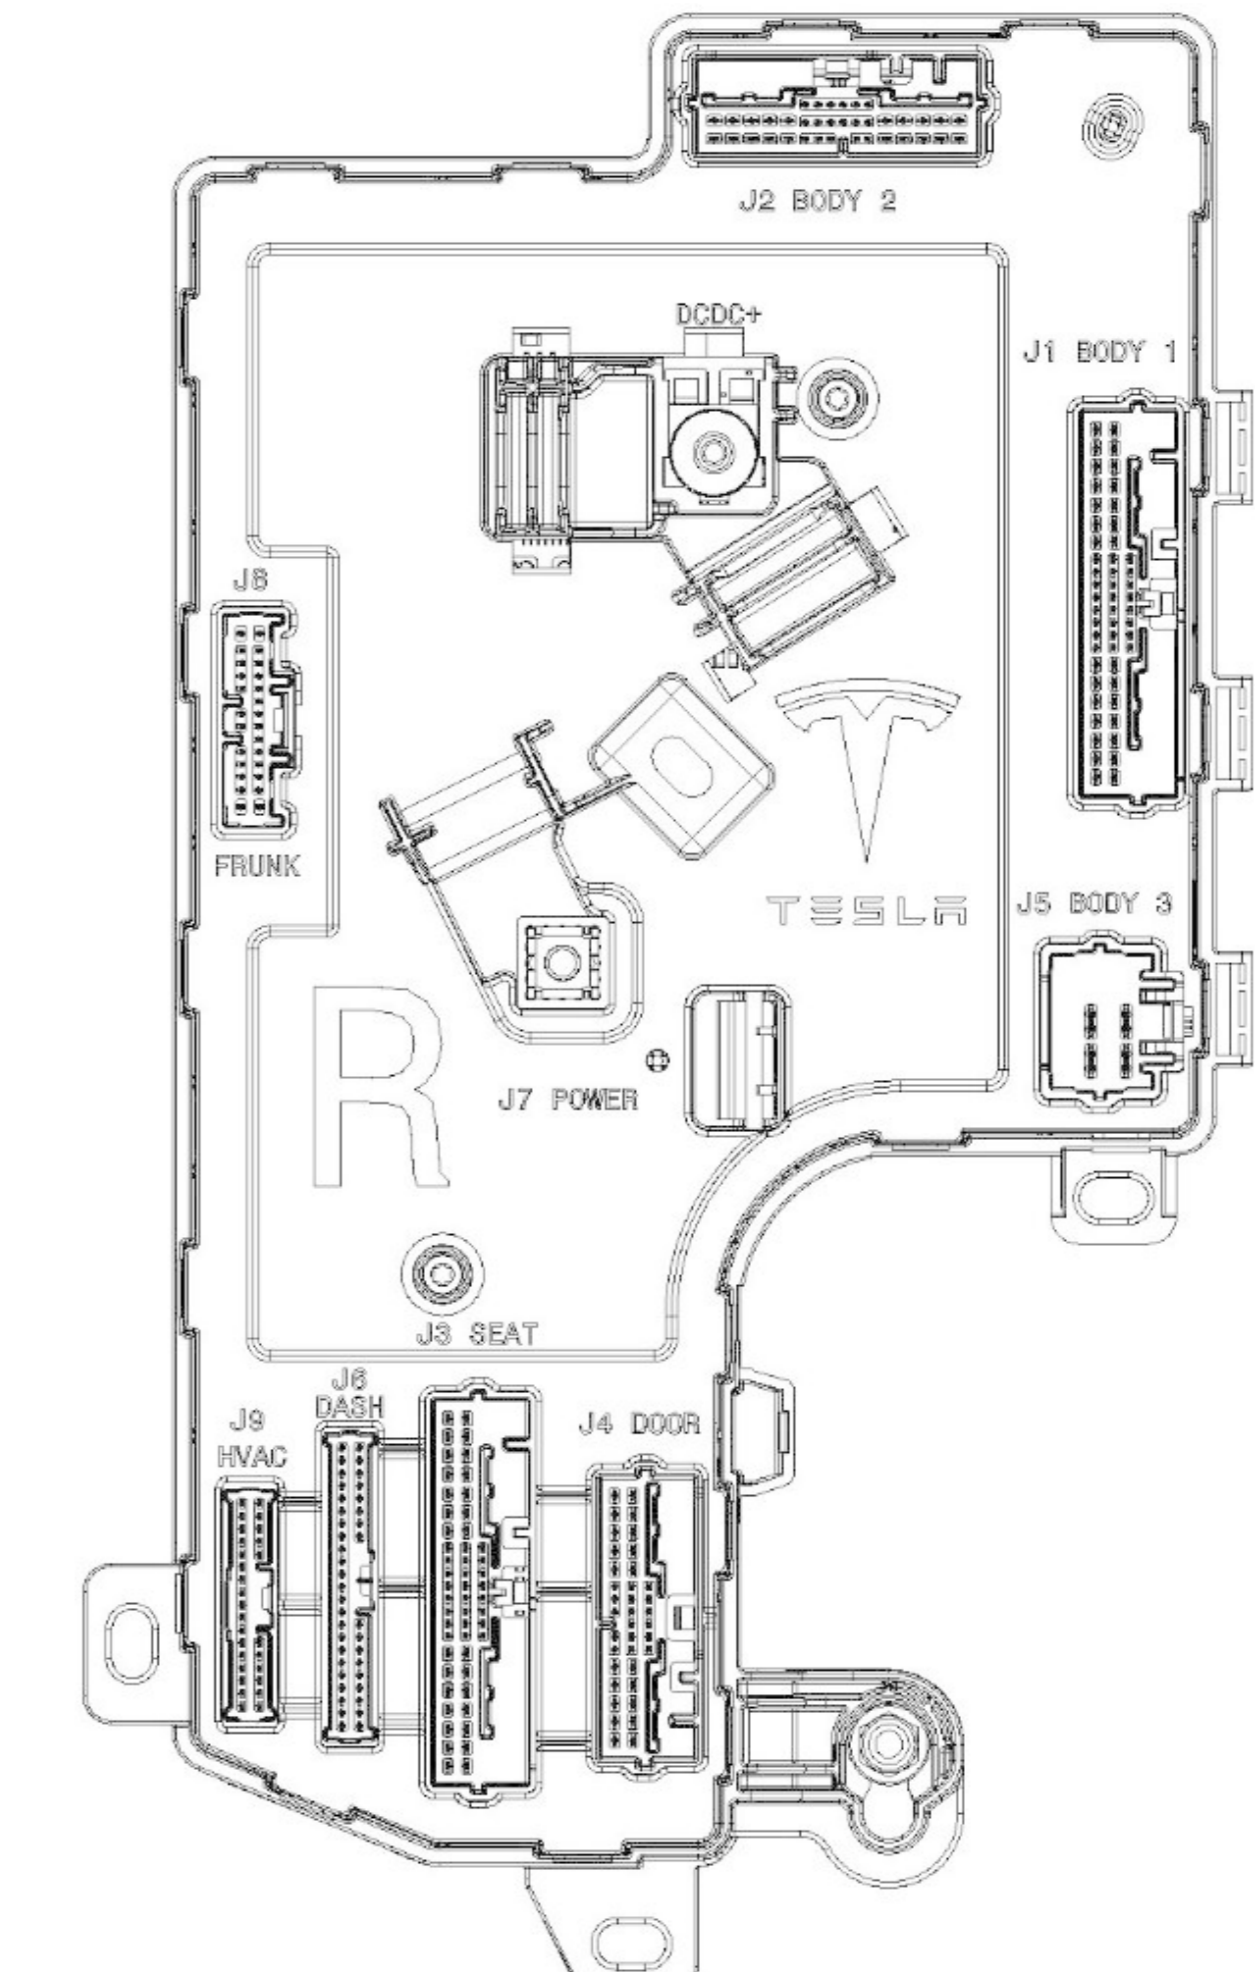 J2 BODY 2
DCDC+
J1 BODY 1
J8
FRUNK
TESLA
J5 BODY 3
R
J7 POWER
J3 SEAT
J6
DASH
J9
HVAC
J4 DOOR